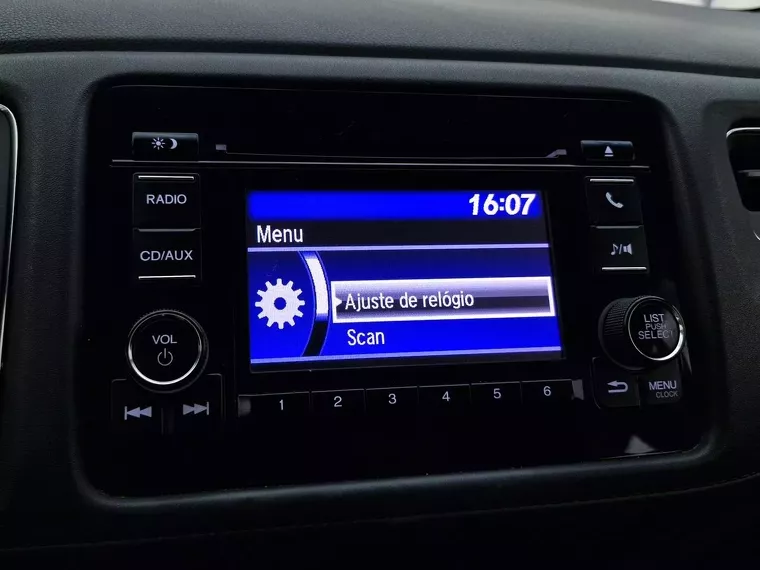 16:07
RADIO
Menu
CD/AUX
Ajuste de relógio
Scan
VOL
LIST
PUSH
SELECT
1 2 3 4 5 6
MENU
CLOCK